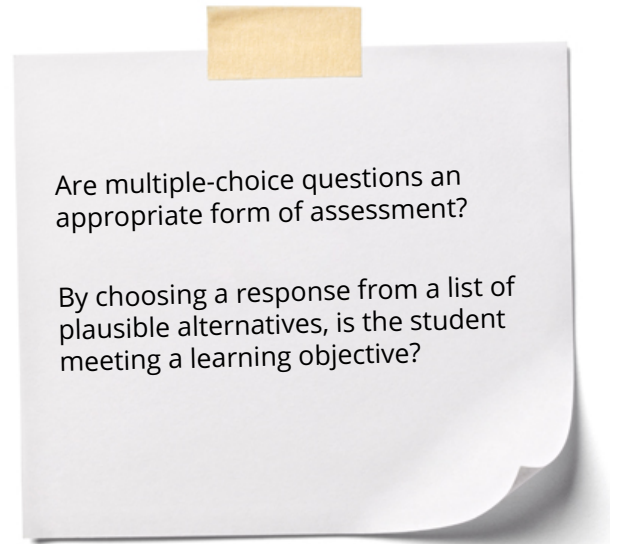 Are multiple-choice questions an
appropriate form of assessment?
By choosing a response from a list of
plausible alternatives, is the student
meeting a learning objective?